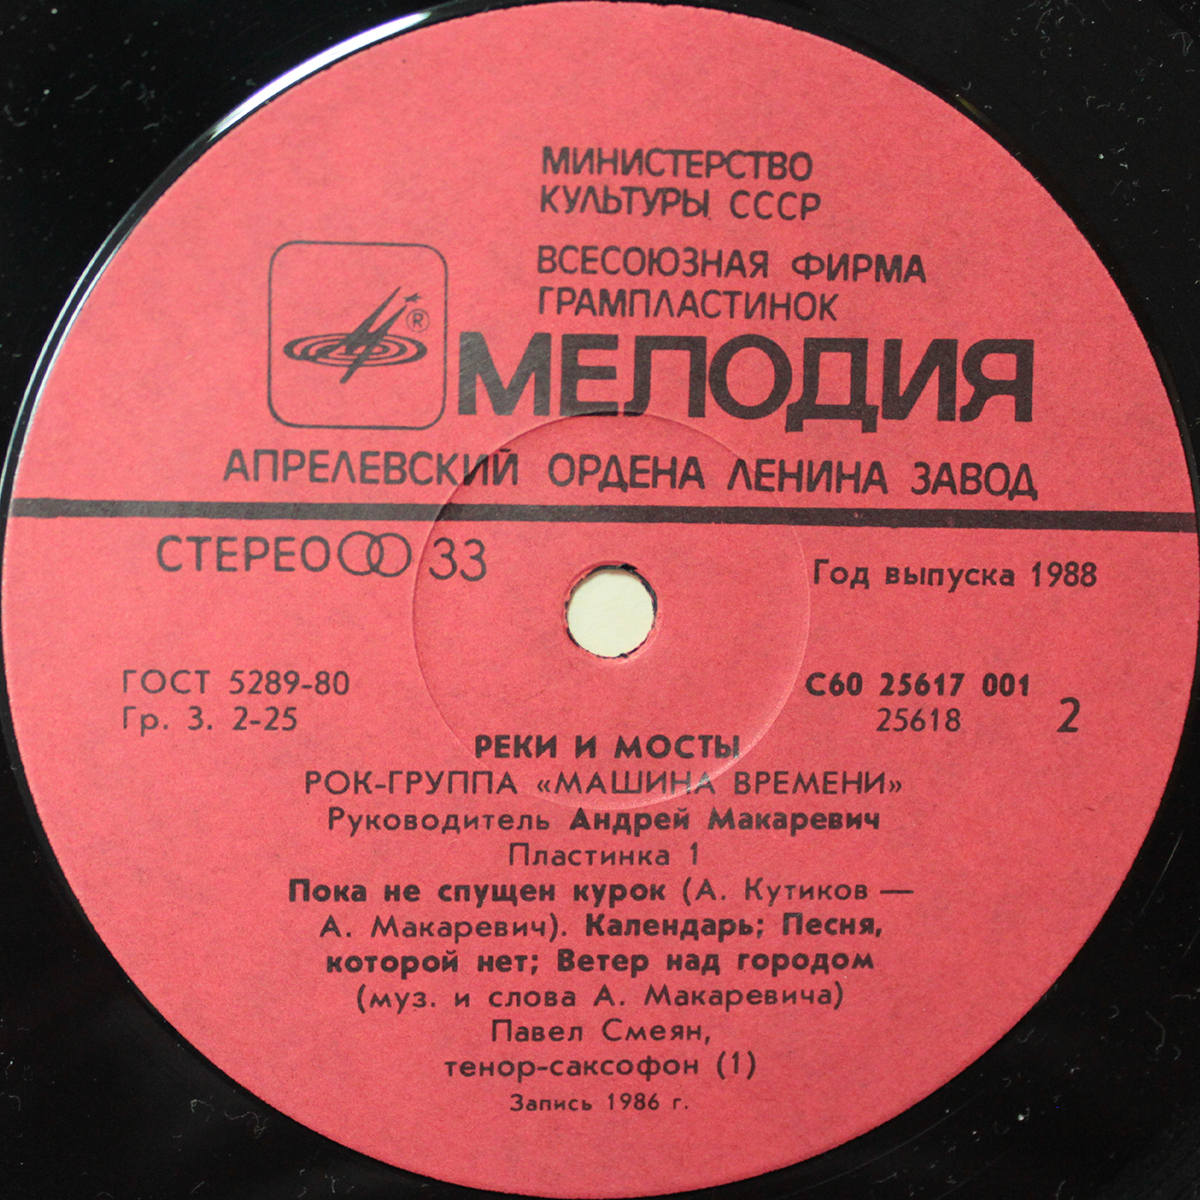 МИНИСТЕРСТВО
КУЛЬТУРЫ СССР
ВСЕСОЮЗНАЯ ФИРМА
ГРАМПЛАСТИНОК
®
МЕЛОДИЯ
АПРЕЛЕВСКИЙ ОРДЕНА ЛЕНИНА ЗАВОД
СТЕРЕО 33
Год выпуска 1988
ГОСТ 5289-80
Гр. 3. 2-25
С60 25617 001
25618 2
РЕКИ И МОСТЫ
РОК-ГРУППА «МАШИНА ВРЕМЕНИ»
Руководитель Андрей Макаревич
Пластинка 1
Пока не спущен курок (А. Кутиков —
А. Макаревич). Календарь; Песня,
которой нет; Ветер над городом
(муз. и слова А. Макаревича)
Павел Смеян,
тенор-саксофон (1)
Запись 1986 г.